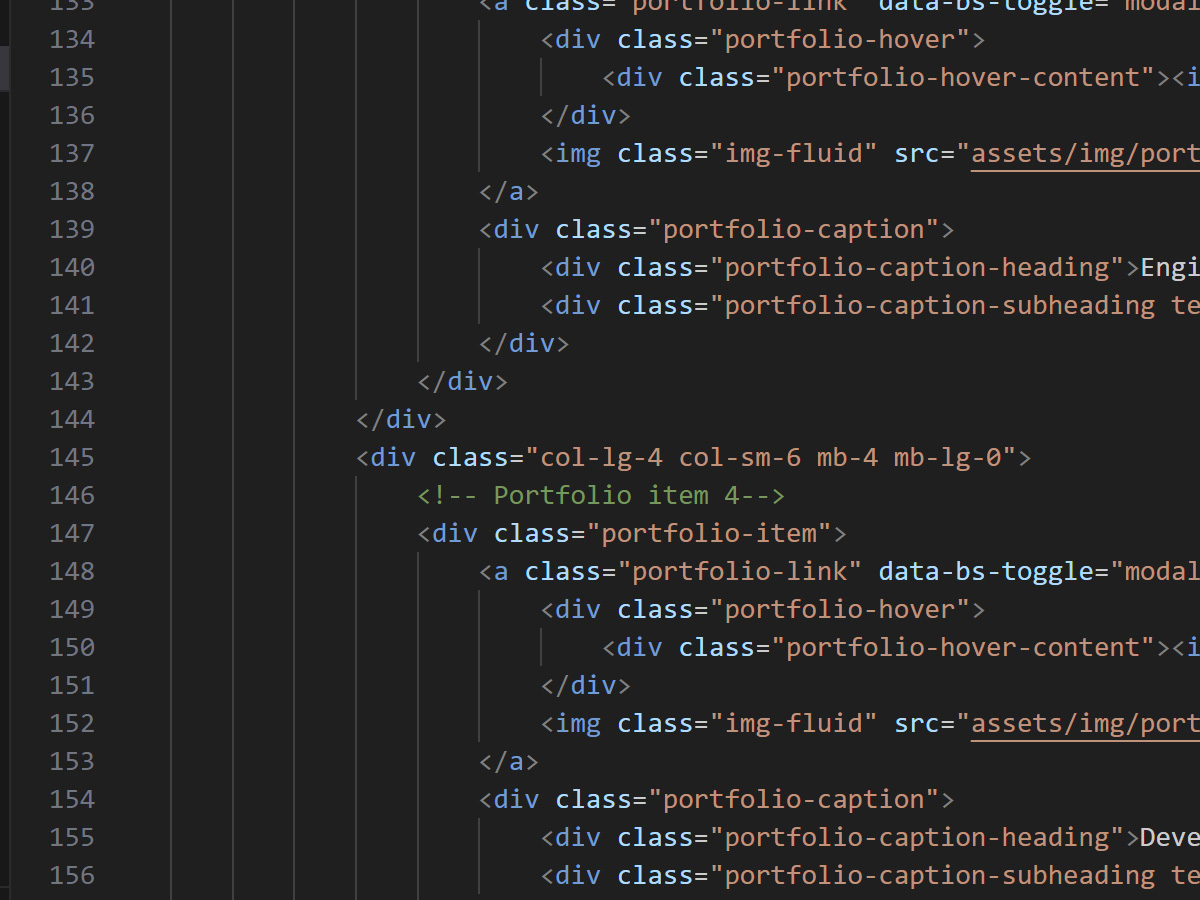 133 <a class="portfolio-link" data-bs-toggle="modal
134 <div class="portfolio-hover">
135 <div class="portfolio-hover-content"><i
136 </div>
137 <img class="img-fluid" src="assets/img/port
138 </a>
139 <div class="portfolio-caption">
140 <div class="portfolio-caption-heading">Engi
141 <div class="portfolio-caption-subheading te
142 </div>
143 </div>
144 </div>
145 <div class="col-lg-4 col-sm-6 mb-4 mb-lg-0">
146 <!-- Portfolio item 4-->
147 <div class="portfolio-item">
148 <a class="portfolio-link" data-bs-toggle="modal
149 <div class="portfolio-hover">
150 <div class="portfolio-hover-content"><i
151 </div>
152 <img class="img-fluid" src="assets/img/port
153 </a>
154 <div class="portfolio-caption">
155 <div class="portfolio-caption-heading">Deve
156 <div class="portfolio-caption-subheading te